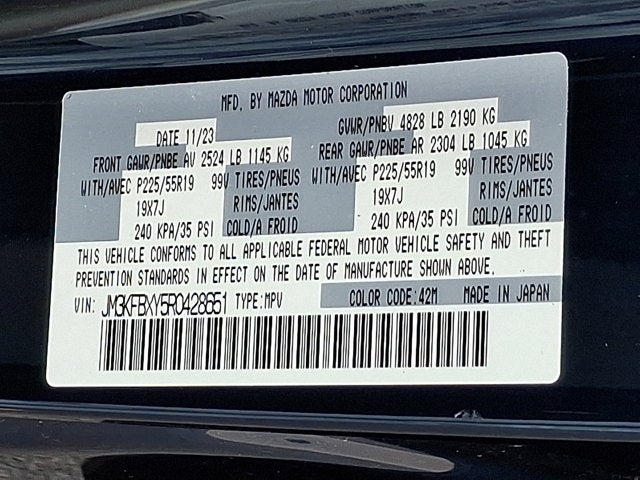 MFD. BY MAZDA MOTOR CORPORATION
DATE 11/23 GVWR/PNBV 4828 LB 2190 KG
FRONT GAWR/PNBE AV 2524 LB 1145 KG REAR GAWR/PNBE AR 2304 LB 1045 KG
WITH/AVEC P225/55R19 99V TIRES/PNEUS WITH/AVEC P225/55R19 99V TIRES/PNEUS
19X7J RIMS/JANTES 19X7J RIMS/JANTES
240 KPA/35 PSI COLD/A FROID 240 KPA/35 PSI COLD/A FROID
THIS VEHICLE CONFORMS TO ALL APPLICABLE FEDERAL MOTOR VEHICLE SAFETY AND THEFT
PREVENTION STANDARDS IN EFFECT ON THE DATE OF MANUFACTURE SHOWN ABOVE.
VIN: JM3KFBXY5R0428651 TYPE:MPV COLOR CODE:42M MADE IN JAPAN